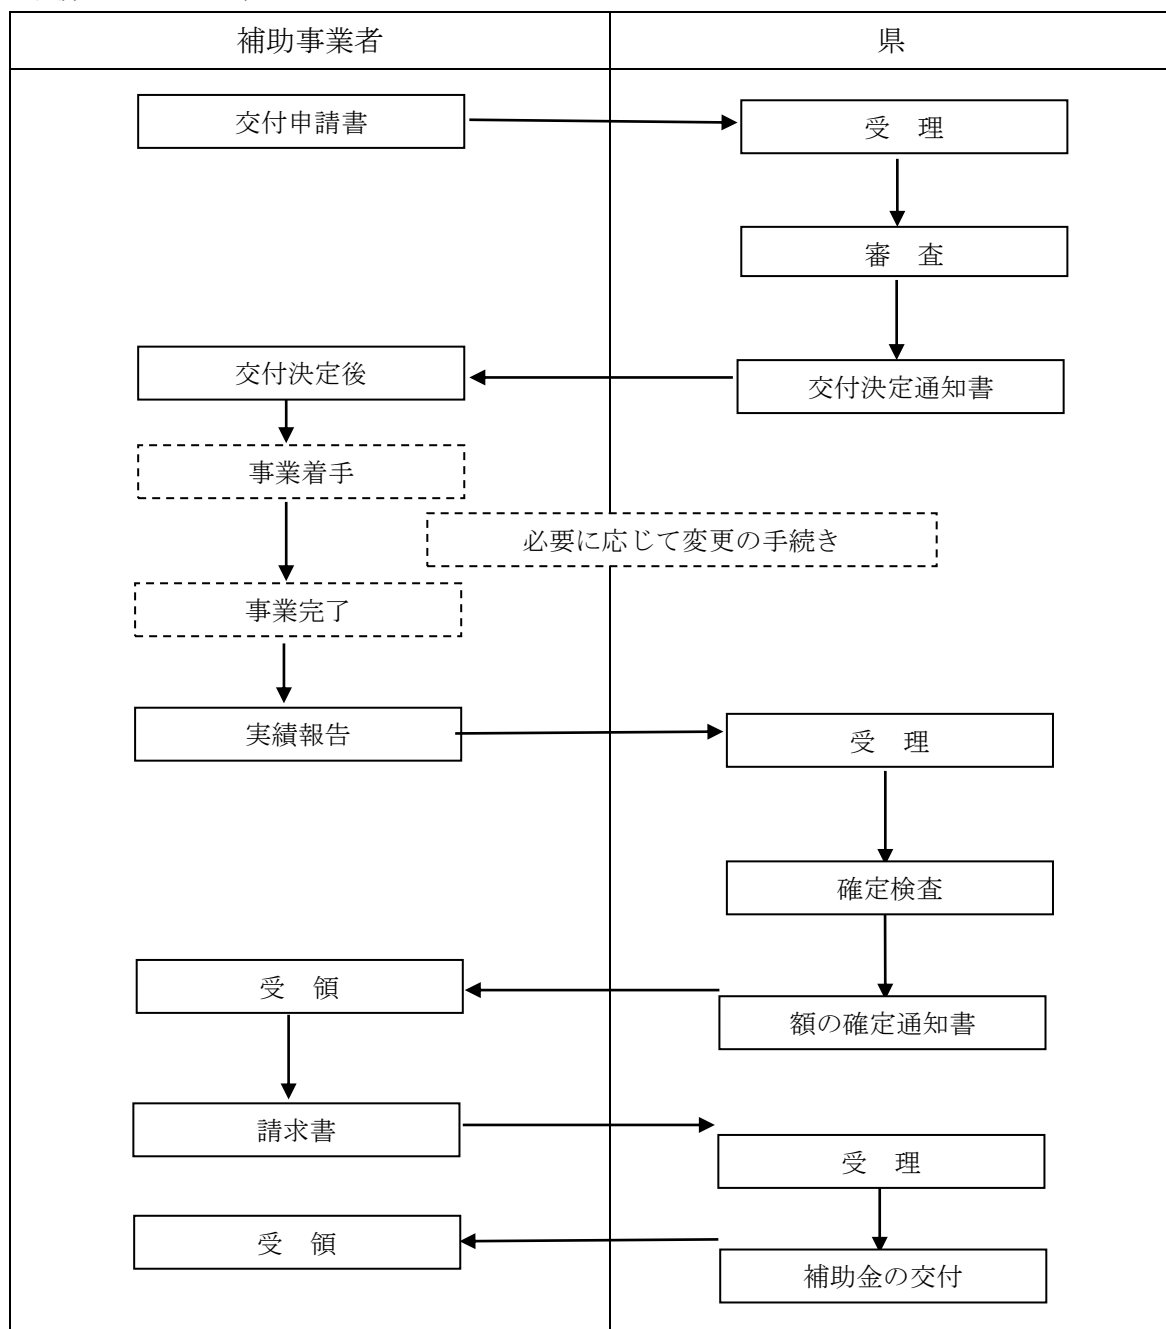 補助事業者
県
交付申請書
受　理
審　査
交付決定後
交付決定通知書
事業着手
必要に応じて変更の手続き
事業完了
実績報告
受　理
確定検査
受　領
額の確定通知書
請求書
受　理
受　領
補助金の交付